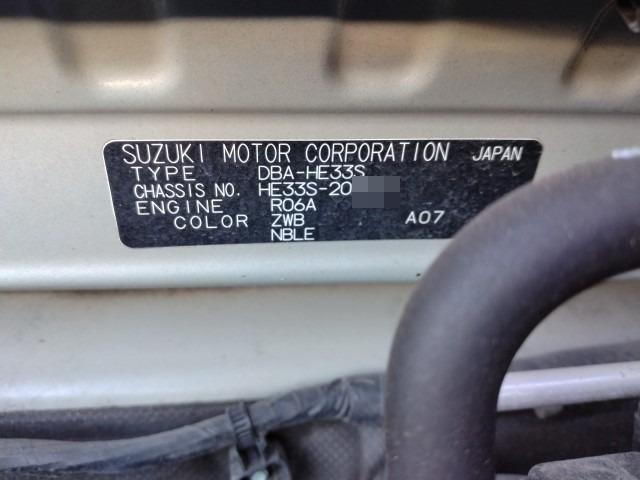 SUZUKI MOTOR CORPORATION JAPAN
TYPE DBA-HE33S
CHASSIS NO. HE33S-20
ENGINE R06A
COLOR ZWB A07
NBLE